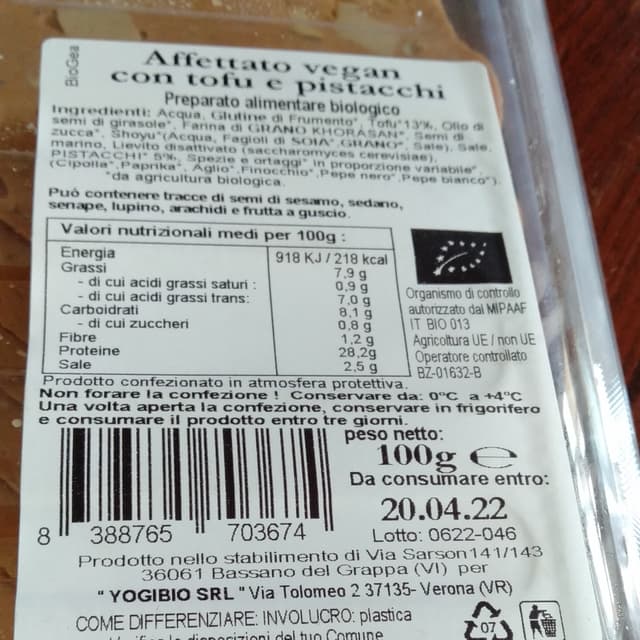 BioGea
Affettato vegan
con tofu e pistacchi
Preparato alimentare biologico
Ingredienti: Acqua, Glutine di Frumento*, Tofu*13%, Olio di
semi di girasole*, Farina di GRANO KHORASAN*, Semi di
zucca*, Shoyu*(Acqua, Fagioli di SOIA*,GRANO*, Sale), Sale
marino, Lievito disattivato (saccharomyces cerevisiae),
PISTACCHI* 5%, Spezie e ortaggi* in proporzione variabile*
(Cipolla*,Paprika*, Aglio*,Finocchio*,Pepe nero*,Pepe bianco*).
*da agricoltura biologica.
Può contenere tracce di semi di sesamo, sedano,
senape, lupino, arachidi e frutta a guscio.
Valori nutrizionali medi per 100g :
Energia 918 KJ / 218 kcal
Grassi 7,9 g
- di cui acidi grassi saturi : 0,9 g
- di cui acidi grassi trans: 7,0 g
Carboidrati 8,1 g
- di cui zuccheri 0,8 g
Fibre 1,2 g
Proteine 28,2g
Sale 2,5 g
Organismo di controllo
autorizzato dal MIPAAF
IT BIO 013
Agricoltura UE / non UE
Operatore controllato
BZ-01632-B
Prodotto confezionato in atmosfera protettiva.
Non forare la confezione ! Conservare da: 0°C a +4°C
Una volta aperta la confezione, conservare in frigorifero
e consumare il prodotto entro tre giorni.
peso netto:
100g e
Da consumare entro:
20.04.22
Lotto: 0622-046
8 388765 703674
Prodotto nello stabilimento di Via Sarson 141/143
36061 Bassano del Grappa (VI) per
" YOGIBIO SRL " Via Tolomeo 2 37135- Verona (VR)
COME DIFFERENZIARE: INVOLUCRO: plastica
07
Verifica le disposizioni del tuo Comune